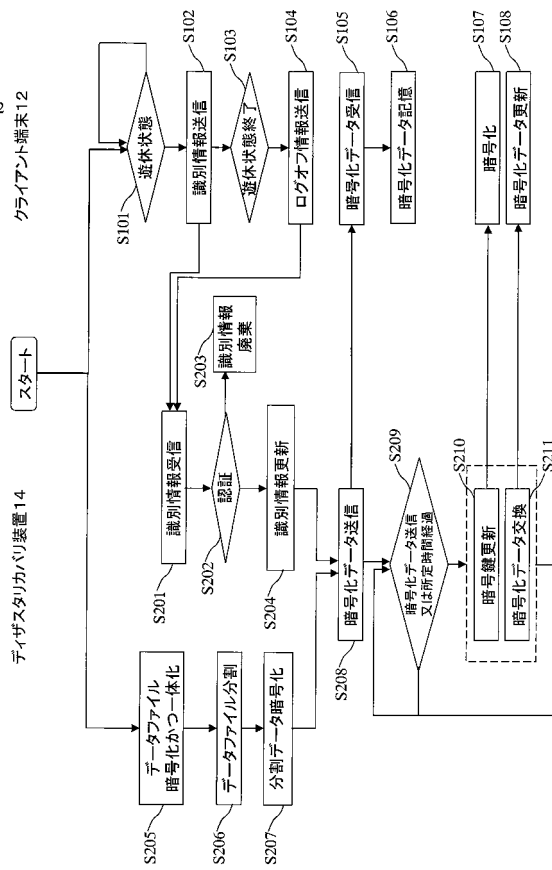 ディザスタリカバリ装置14
クライアント端末12
スタート
S205
データファイル
暗号化かつ一体化
S206
データファイル分割
S207
分割データ暗号化
S201
識別情報受信
S202
認証
S203
識別情報
廃棄
S204
識別情報更新
S208
暗号化データ送信
S209
暗号化データ送信
又は所定時間経過
S210
暗号鍵更新
S211
暗号化データ交換
S101
遊休状態
S102
識別情報送信
S103
遊休状態終了
S104
ログオフ情報送信
S105
暗号化データ受信
S106
暗号化データ記憶
S107
暗号化
S108
暗号化データ更新